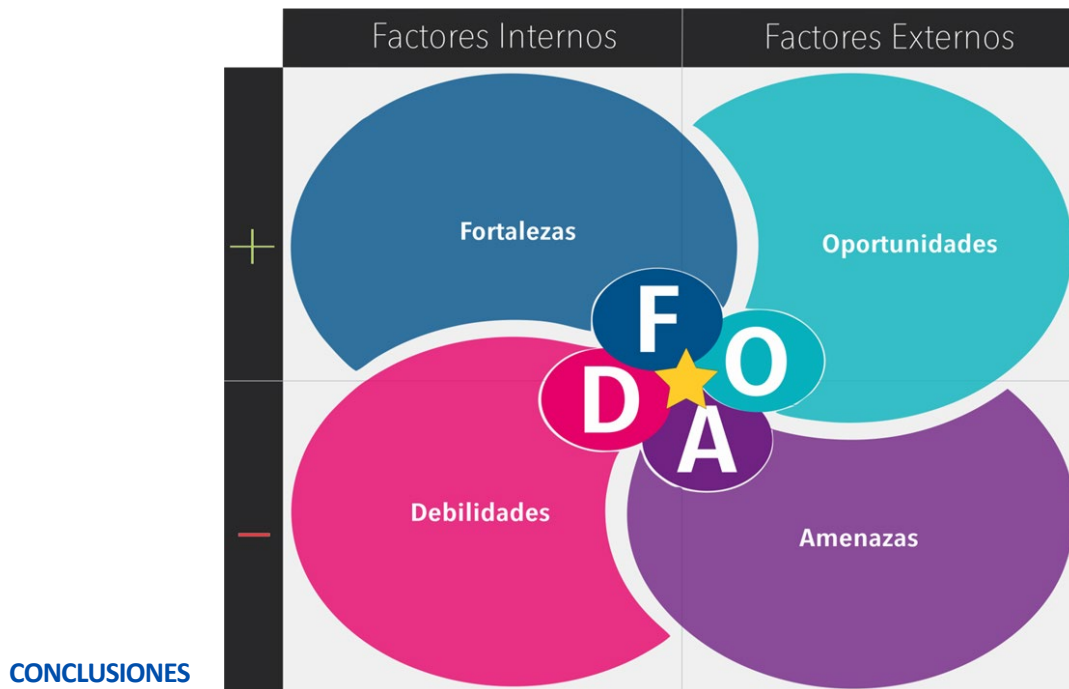 Factores Internos
Factores Externos
+
Fortalezas
Oportunidades
F
O
D
A
−
Debilidades
Amenazas
CONCLUSIONES